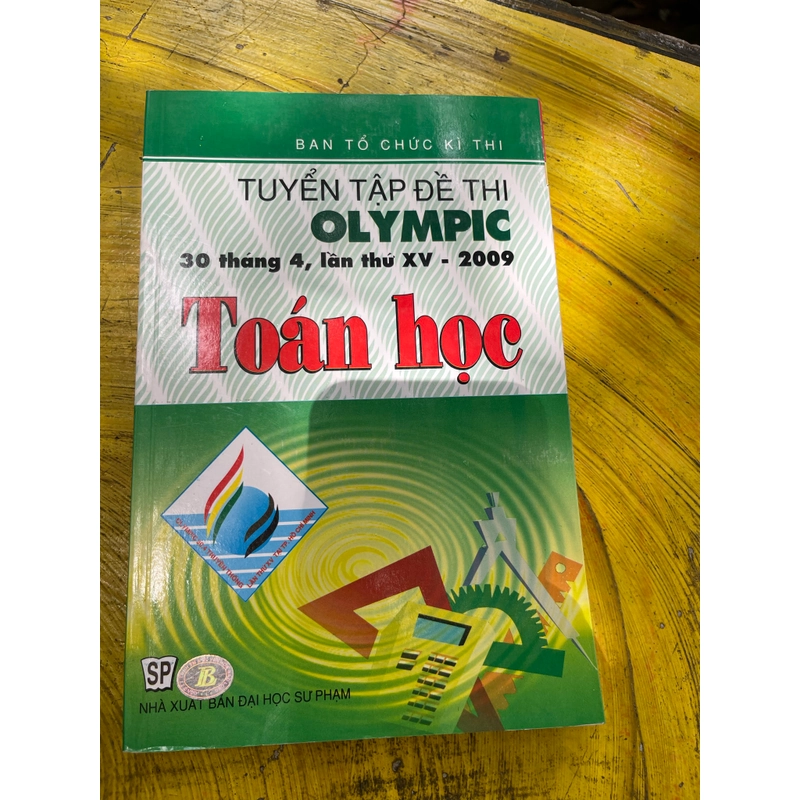 BAN TỔ CHỨC KÌ THI
TUYỂN TẬP ĐỀ THI
OLYMPIC
30 tháng 4, lần thứ XV - 2009
Toán học
SP
B
NHÀ XUẤT BẢN ĐẠI HỌC SƯ PHẠM